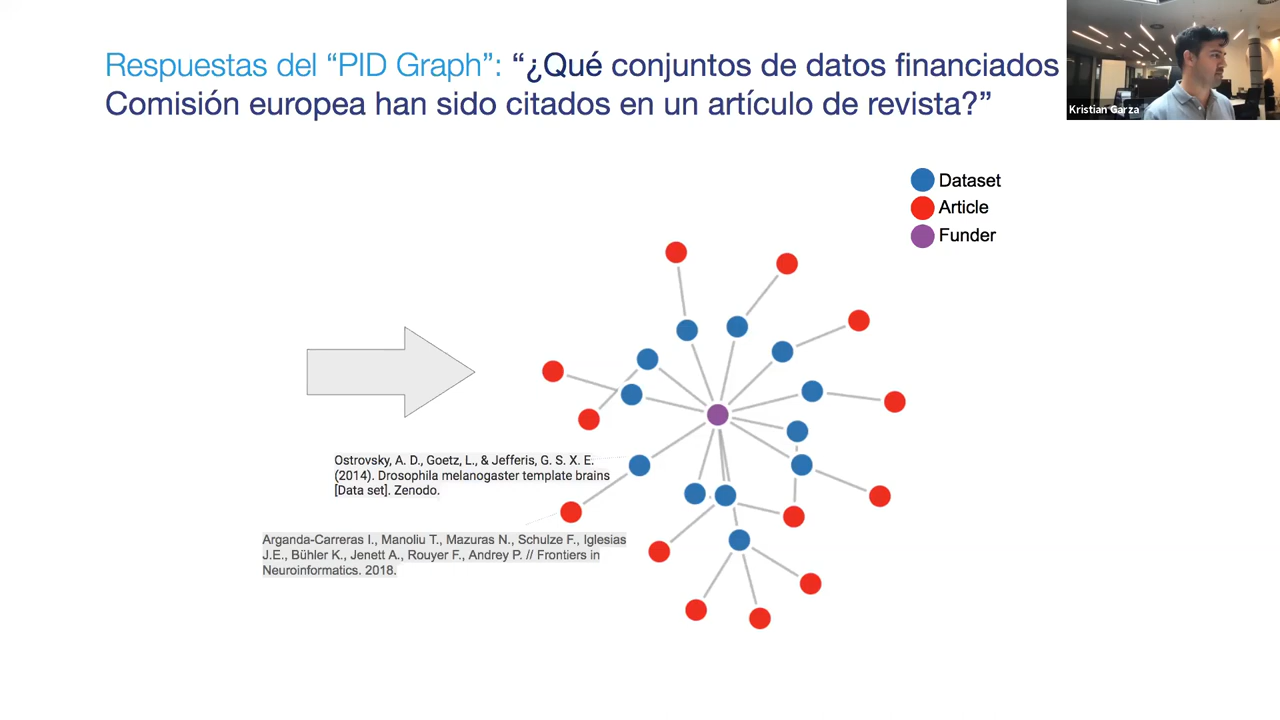 Respuestas del “PID Graph”: “¿Qué conjuntos de datos financiados
Comisión europea han sido citados en un artículo de revista?”
Kristian Garza
Dataset
Article
Funder
Ostrovsky, A. D., Goetz, L., & Jefferis, G. S. X. E.
(2014). Drosophila melanogaster template brains
[Data set]. Zenodo.
Arganda-Carreras I., Manoliu T., Mazuras N., Schulze F., Iglesias
J.E., Bühler K., Jenett A., Rouyer F., Andrey P. // Frontiers in
Neuroinformatics. 2018.